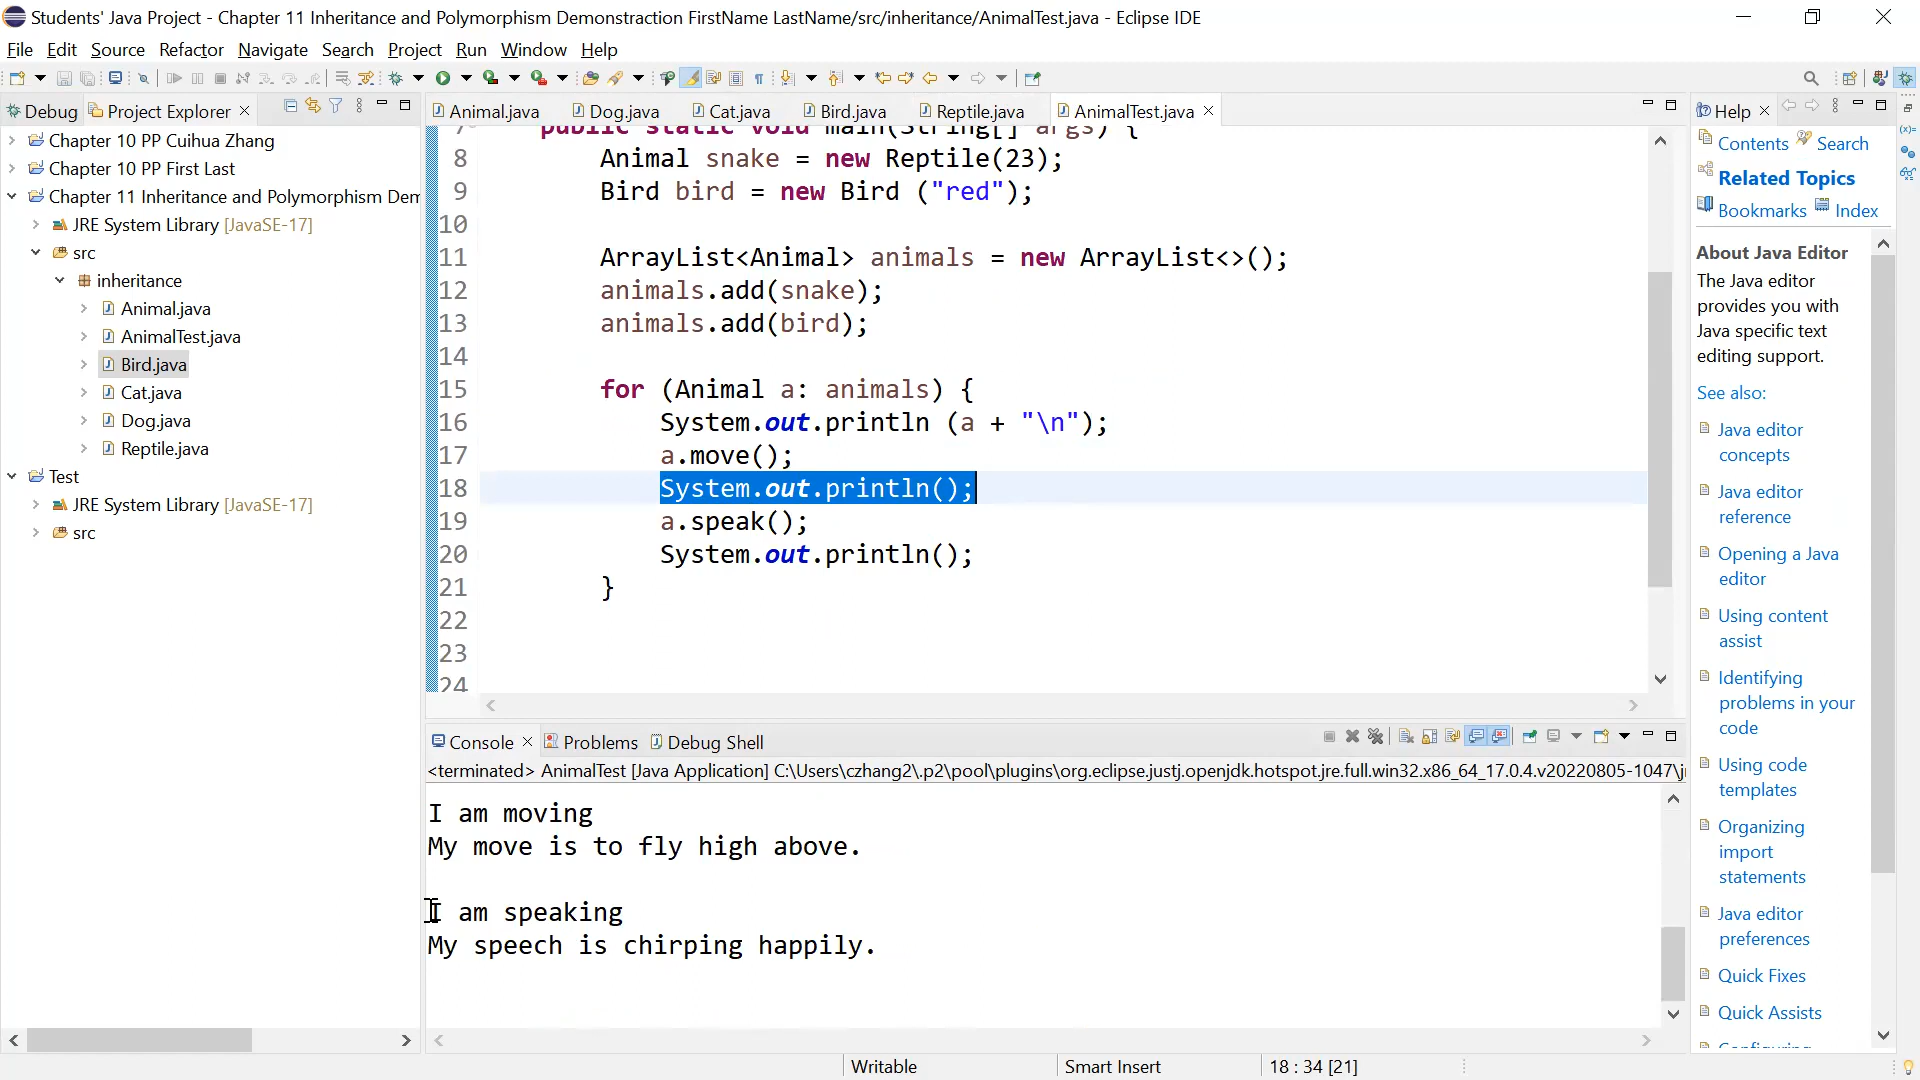 Students' Java Project - Chapter 11 Inheritance and Polymorphism Demonstraction FirstName LastName/src/inheritance/AnimalTest.java - Eclipse IDE
File Edit Source Refactor Navigate Search Project Run Window Help
Debug Project Explorer
Chapter 10 PP Cuihua Zhang
Chapter 10 PP First Last
Chapter 11 Inheritance and Polymorphism Dem
JRE System Library [JavaSE-17]
src
inheritance
Animal.java
AnimalTest.java
Bird.java
Cat.java
Dog.java
Reptile.java
Test
JRE System Library [JavaSE-17]
src
Animal.java Dog.java Cat.java Bird.java Reptile.java AnimalTest.java
7 public static void main(String[] args) {
8 Animal snake = new Reptile(23);
9 Bird bird = new Bird ("red");
10
11 ArrayList<Animal> animals = new ArrayList<>();
12 animals.add(snake);
13 animals.add(bird);
14
15 for (Animal a: animals) {
16 System.out.println (a + "\n");
17 a.move();
18 System.out.println();
19 a.speak();
20 System.out.println();
21 }
22
23
24
Console Problems Debug Shell
<terminated> AnimalTest [Java Application] C:\Users\czhang2\.p2\pool\plugins\org.eclipse.justj.openjdk.hotspot.jre.full.win32.x86_64_17.0.4.v20220805-1047\j
I am moving
My move is to fly high above.
I am speaking
My speech is chirping happily.
Help
Contents Search
Related Topics
Bookmarks Index
About Java Editor
The Java editor
provides you with
Java specific text
editing support.
See also:
Java editor
concepts
Java editor
reference
Opening a Java
editor
Using content
assist
Identifying
problems in your
code
Using code
templates
Organizing
import
statements
Java editor
preferences
Quick Fixes
Quick Assists
Configuring
Writable Smart Insert 18 : 34 [21]